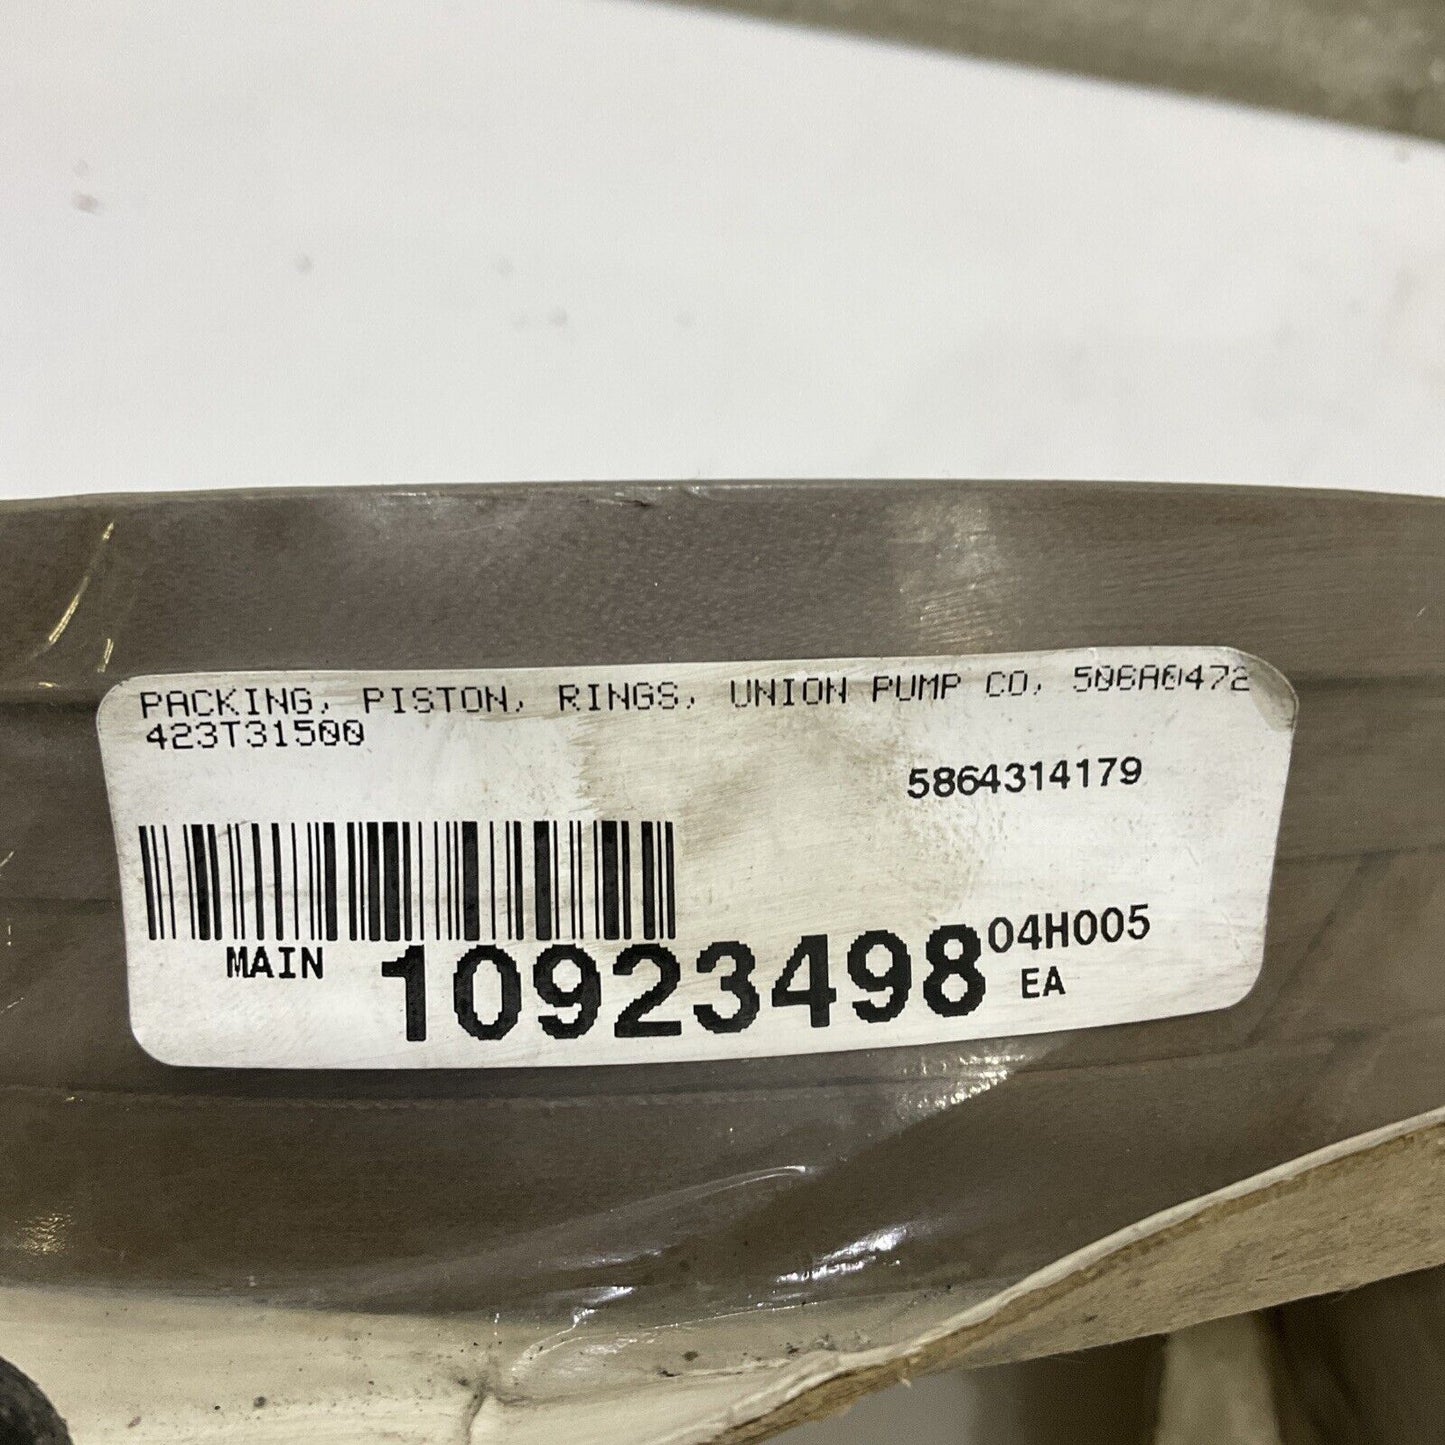 PACKING, PISTON, RINGS, UNION PUMP CO, 506A0472
423T31500
5864314179
MAIN 10923498 04H005
EA